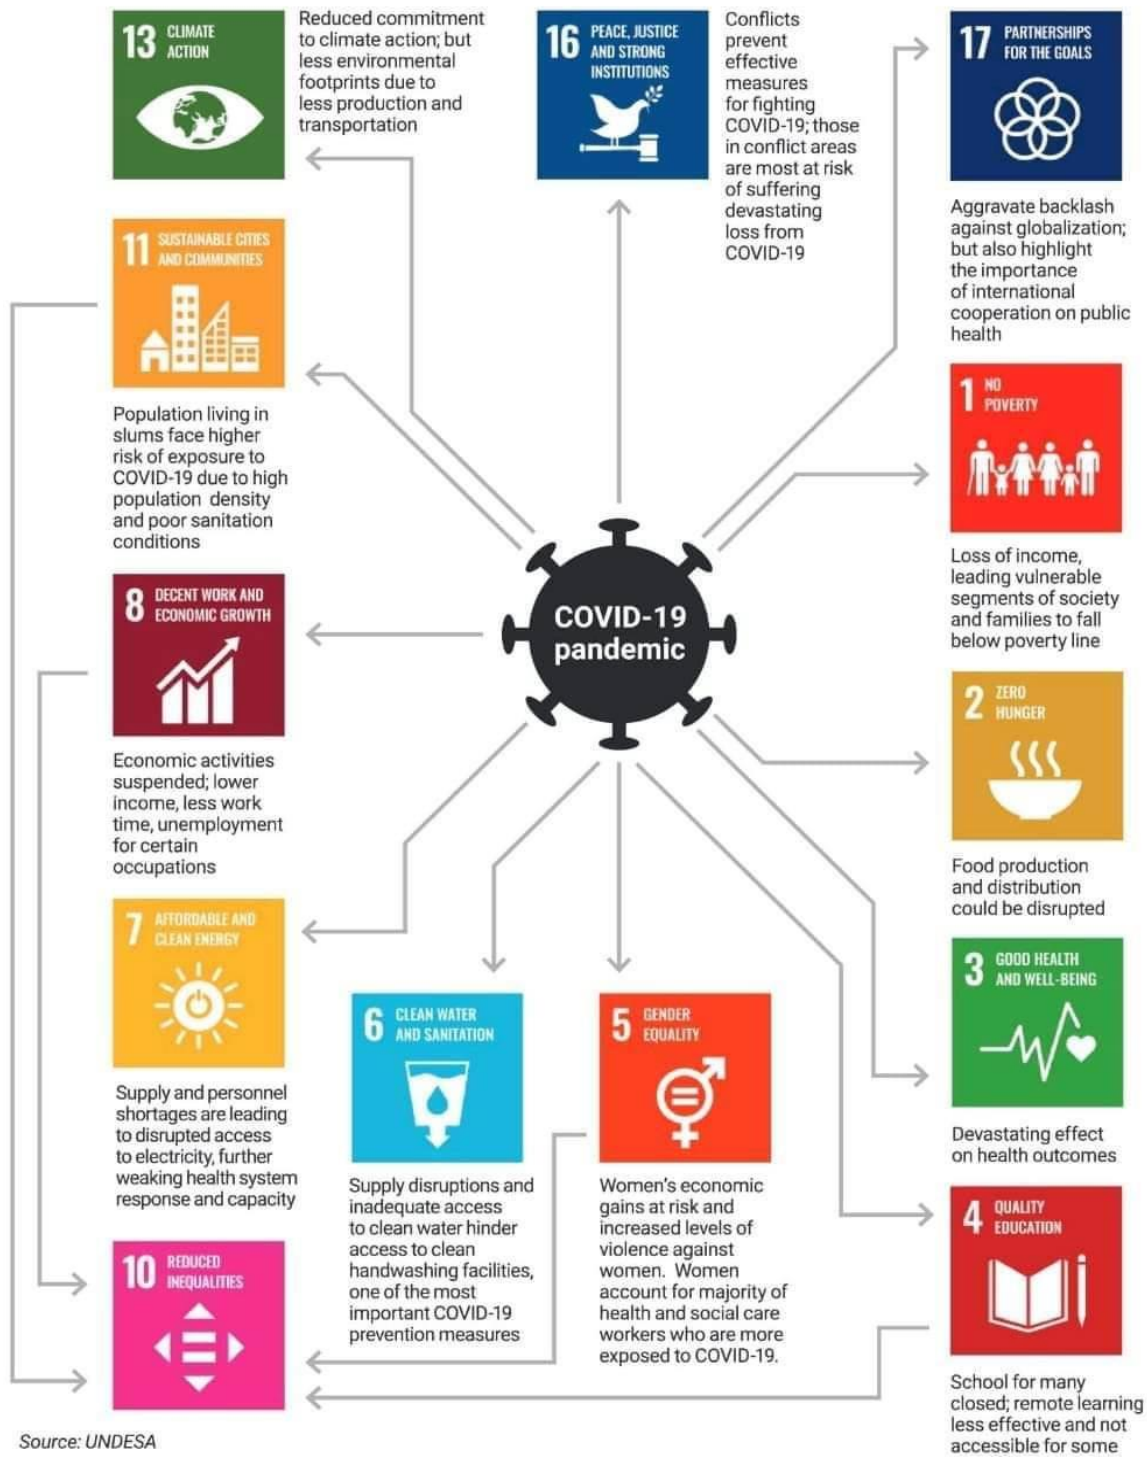 13 CLIMATE
ACTION
Reduced commitment
to climate action; but
less environmental
footprints due to
less production and
transportation
16 PEACE, JUSTICE
AND STRONG
INSTITUTIONS
Conflicts
prevent
effective
measures
for fighting
COVID-19; those
in conflict areas
are most at risk
of suffering
devastating
loss from
COVID-19
17 PARTNERSHIPS
FOR THE GOALS
Aggravate backlash
against globalization;
but also highlight
the importance
of international
cooperation on public
health
11 SUSTAINABLE CITIES
AND COMMUNITIES
Population living in
slums face higher
risk of exposure to
COVID-19 due to high
population density
and poor sanitation
conditions
1 NO
POVERTY
Loss of income,
leading vulnerable
segments of society
and families to fall
below poverty line
COVID-19
pandemic
8 DECENT WORK AND
ECONOMIC GROWTH
Economic activities
suspended; lower
income, less work
time, unemployment
for certain
occupations
2 ZERO
HUNGER
Food production
and distribution
could be disrupted
7 AFFORDABLE AND
CLEAN ENERGY
Supply and personnel
shortages are leading
to disrupted access
to electricity, further
weaking health system
response and capacity
3 GOOD HEALTH
AND WELL-BEING
Devastating effect
on health outcomes
6 CLEAN WATER
AND SANITATION
Supply disruptions and
inadequate access
to clean water hinder
access to clean
handwashing facilities,
one of the most
important COVID-19
prevention measures
5 GENDER
EQUALITY
Women's economic
gains at risk and
increased levels of
violence against
women. Women
account for majority of
health and social care
workers who are more
exposed to COVID-19.
4 QUALITY
EDUCATION
School for many
closed; remote learning
less effective and not
accessible for some
10 REDUCED
INEQUALITIES
Source: UNDESA